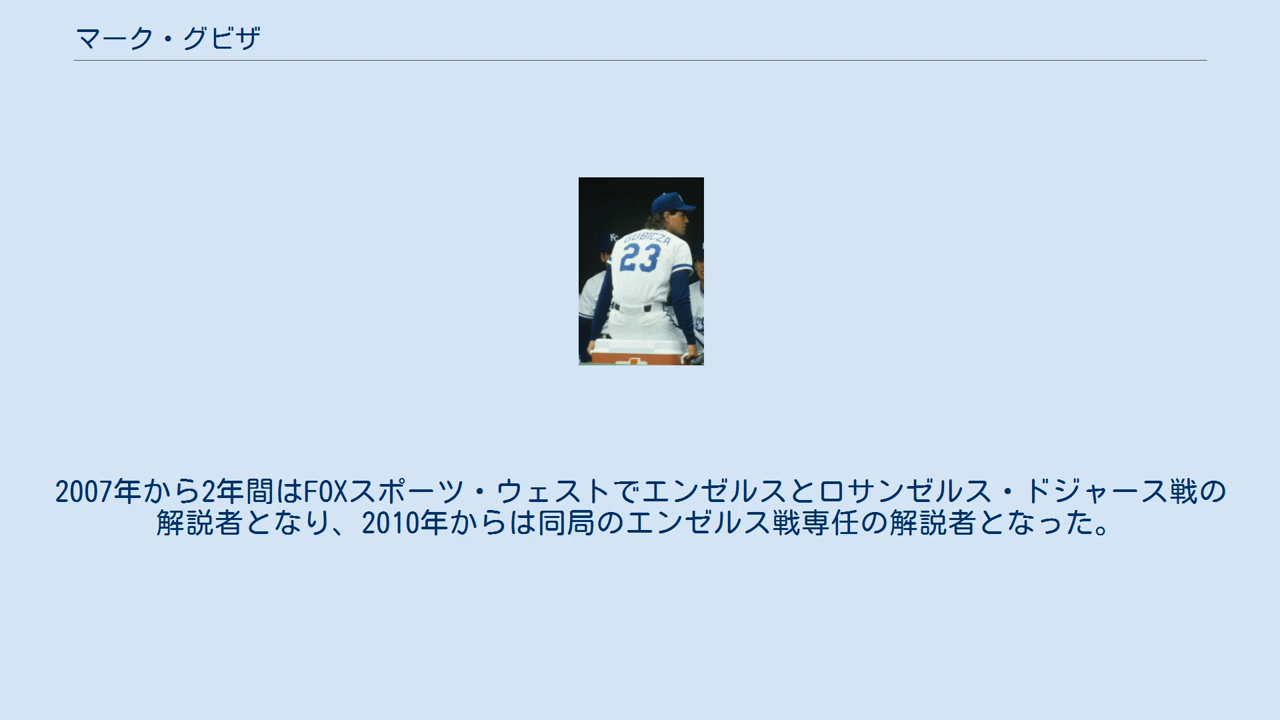 マーク・グビザ
KC
GUBICZA
23
2007年から2年間はFOXスポーツ・ウェストでエンゼルスとロサンゼルス・ドジャース戦の
解説者となり、2010年からは同局のエンゼルス戦専任の解説者となった。